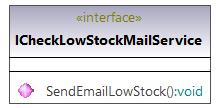 «interface»
ICheckLowStockMailService
SendEmailLowStock():void